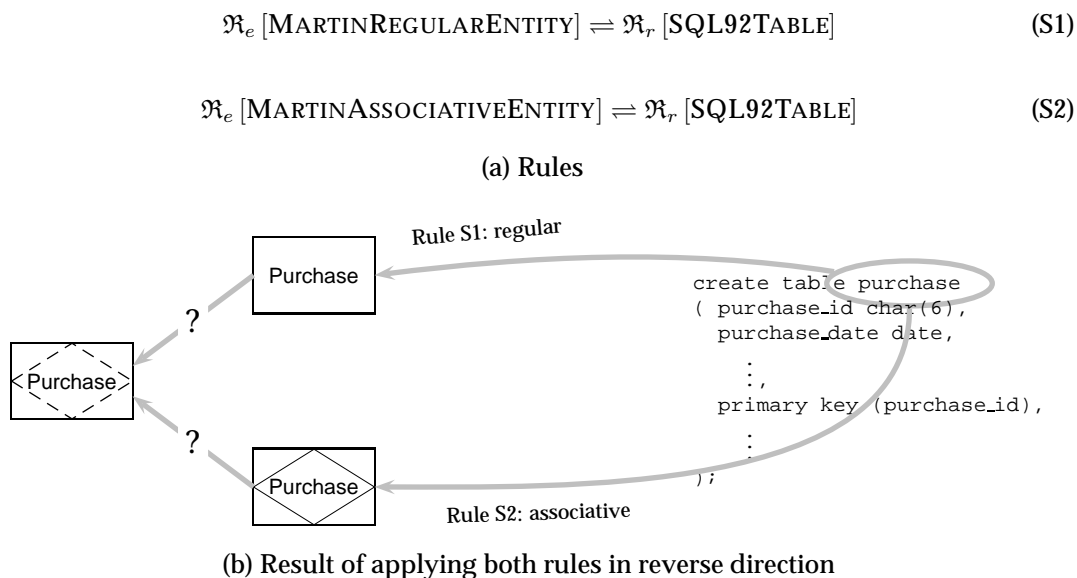 ℜe [MARTINREGULARENTITY] ⇌ ℜr [SQL92TABLE] (S1)
ℜe [MARTINASSOCIATIVEENTITY] ⇌ ℜr [SQL92TABLE] (S2)
(a) Rules
Rule S1: regular
Purchase
create table purchase
( purchase_id char(6),
purchase_date date,
⋮,
primary key (purchase_id),
⋮
);
?
Purchase
?
Purchase
Rule S2: associative
(b) Result of applying both rules in reverse direction